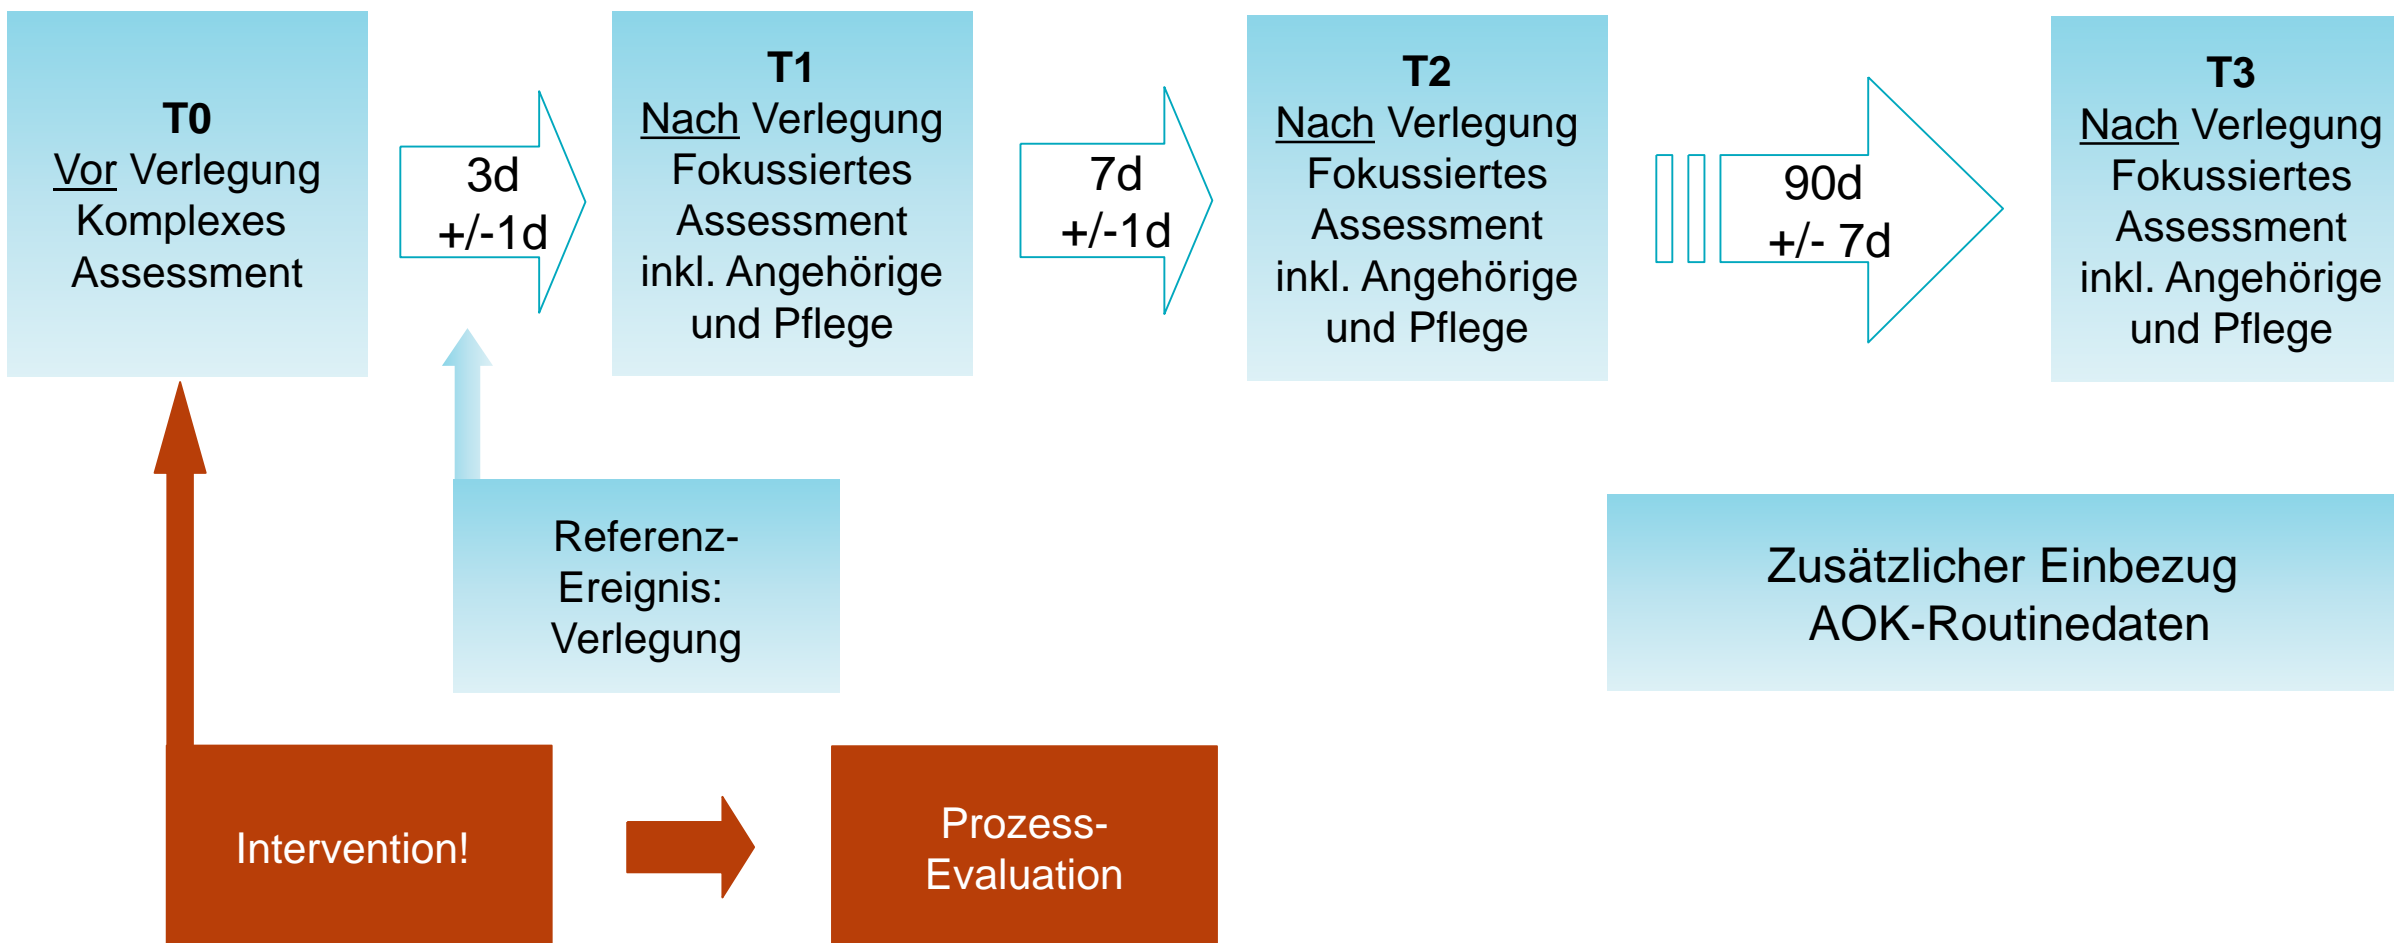 T0
Vor Verlegung
Komplexes
Assessment
3d
+/-1d
T1
Nach Verlegung
Fokussiertes
Assessment
inkl. Angehörige
und Pflege
7d
+/-1d
T2
Nach Verlegung
Fokussiertes
Assessment
inkl. Angehörige
und Pflege
90d
+/- 7d
T3
Nach Verlegung
Fokussiertes
Assessment
inkl. Angehörige
und Pflege
Referenz-
Ereignis:
Verlegung
Zusätzlicher Einbezug
AOK-Routinedaten
Intervention!
Prozess-
Evaluation